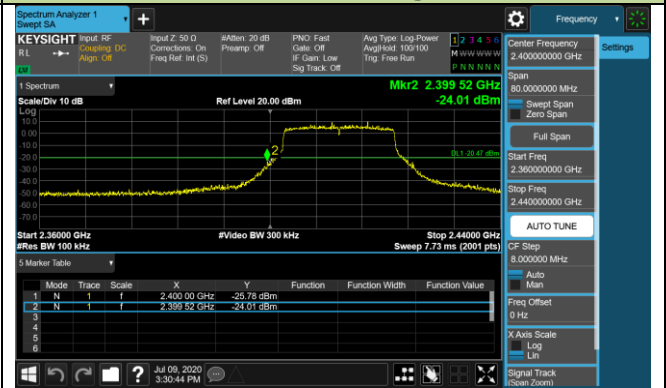 Spectrum Analyzer 1
Swept SA
Frequency
KEYSIGHT
RL
Input: RF
Coupling: DC
Align: Off
Input Z: 50 Ω
Corrections: On
Freq Ref: Int (S)
#Atten: 20 dB
Preamp: Off
PNO: Fast
Gate: Off
IF Gain: Low
Sig Track: Off
Avg Type: Log-Power
Avg|Hold: 100/100
Trig: Free Run
1 2 3 4 5 6
M W W W W W
P N N N N N
Center Frequency
2.400000000 GHz
Settings
Span
80.0000000 MHz
Swept Span
Zero Span
Full Span
Start Freq
2.360000000 GHz
Stop Freq
2.440000000 GHz
AUTO TUNE
CF Step
8.000000 MHz
Auto
Man
Freq Offset
0 Hz
X Axis Scale
Log
Lin
Signal Track
(Span Zoom)
1 Spectrum
Scale/Div 10 dB
Ref Level 20.00 dBm
Mkr2 2.399 52 GHz
-24.01 dBm
Log
10.0
0.00
-10.0
-20.0
-30.0
-40.0
-50.0
-60.0
-70.0
2
DL1 -20.47 dBm
Start 2.36000 GHz
#Res BW 100 kHz
#Video BW 300 kHz
Stop 2.44000 GHz
Sweep 7.73 ms (2001 pts)
5 Marker Table
Mode Trace Scale X Y Function Function Width Function Value
1 N 1 f 2.400 00 GHz -25.78 dBm
2 N 1 f 2.399 52 GHz -24.01 dBm
3
4
5
6
?
Jul 09, 2020
3:30:44 PM